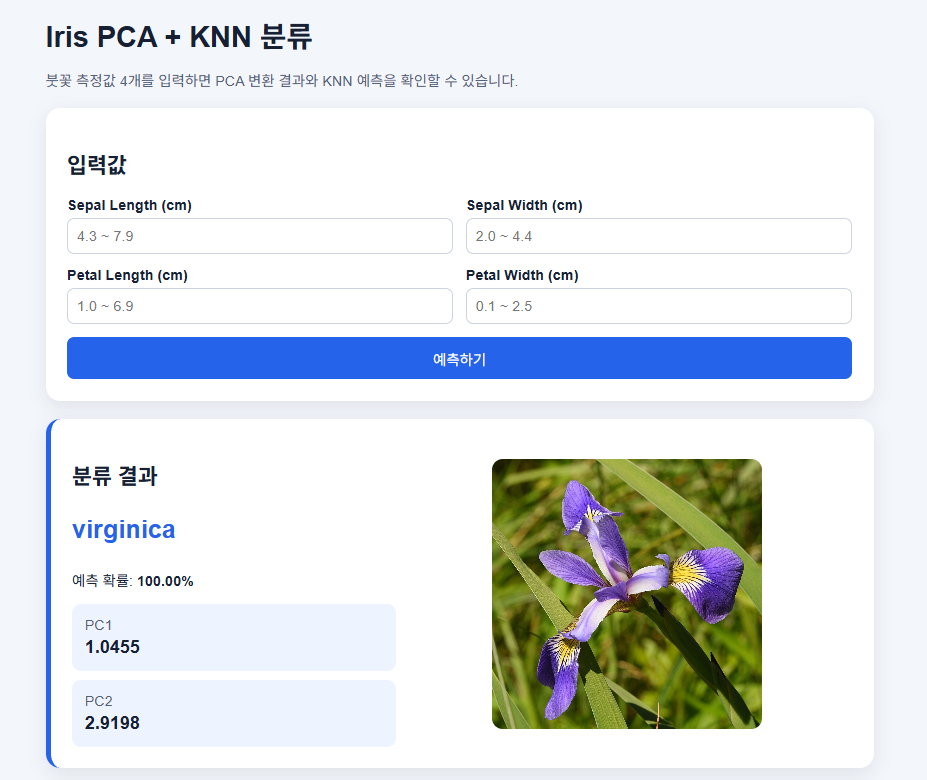 Iris PCA + KNN 분류
붓꽃 측정값 4개를 입력하면 PCA 변환 결과와 KNN 예측을 확인할 수 있습니다.
입력값
Sepal Length (cm)
Sepal Width (cm)
4.3 ~ 7.9
2.0 ~ 4.4
Petal Length (cm)
Petal Width (cm)
1.0 ~ 6.9
0.1 ~ 2.5
예측하기
분류 결과
virginica
예측 확률: 100.00%
PC1
1.0455
PC2
2.9198